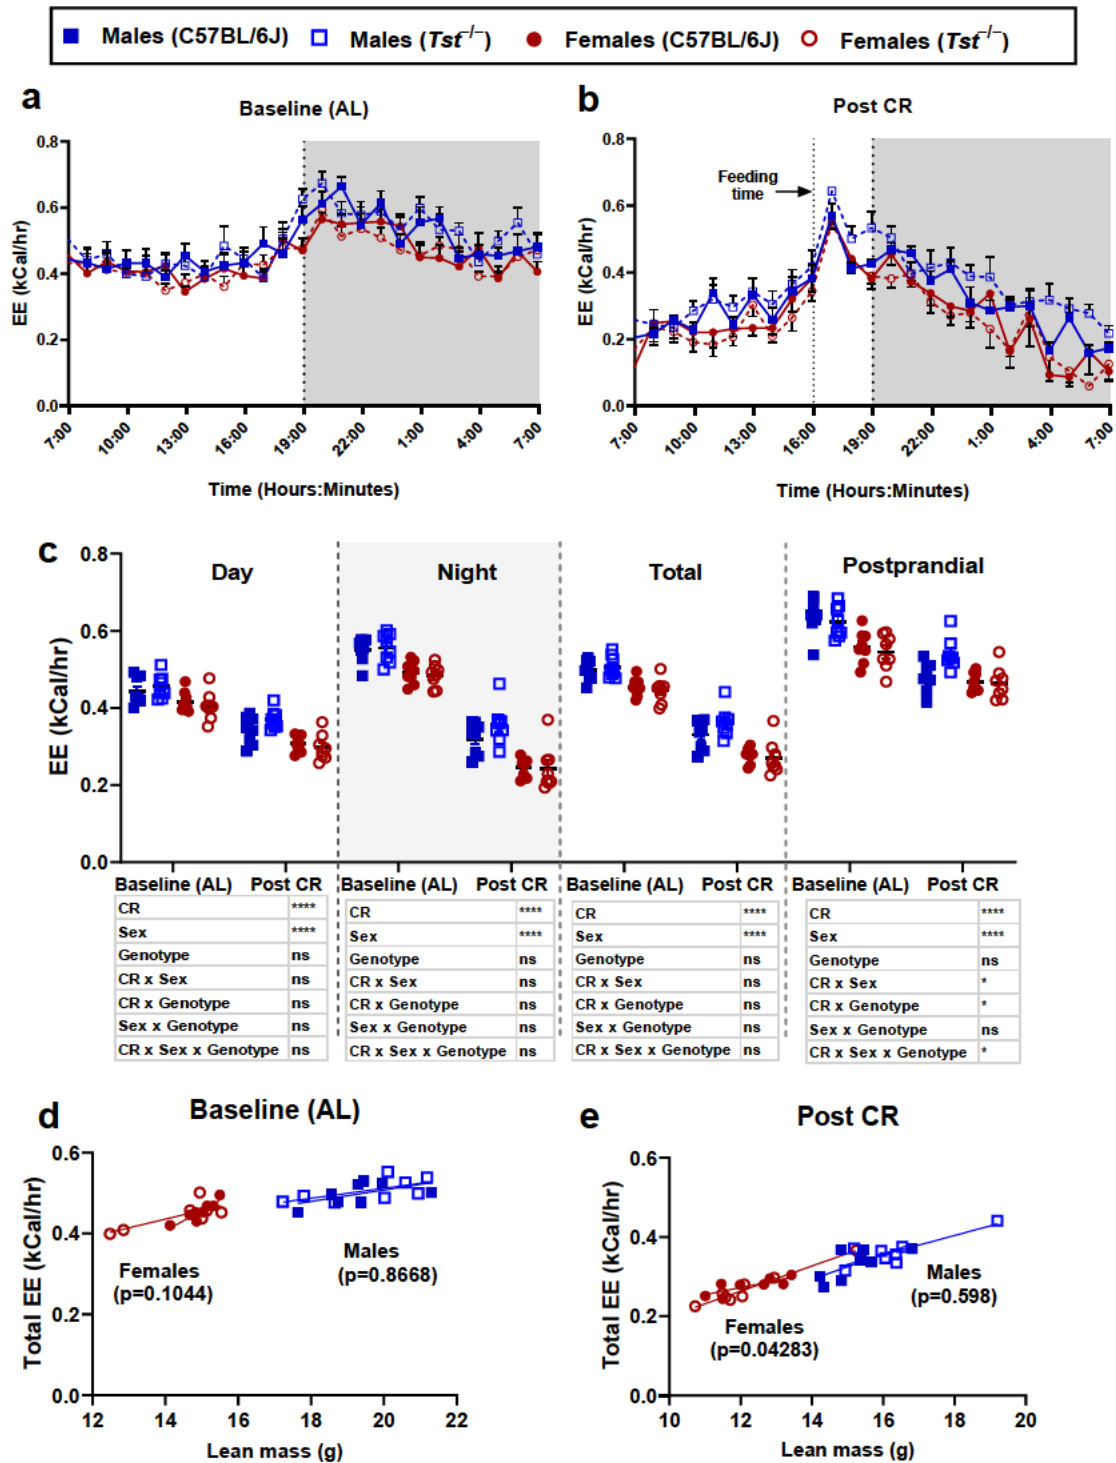 Males (C57BL/6J) Males (Tst⁻/⁻) Females (C57BL/6J) Females (Tst⁻/⁻)
a
Baseline (AL)
EE (kCal/hr)
0.8
0.6
0.4
0.2
0.0
7:00 10:00 13:00 16:00 19:00 22:00 1:00 4:00 7:00
Time (Hours:Minutes)
b
Post CR
Feeding
time
EE (kCal/hr)
0.8
0.6
0.4
0.2
0.0
7:00 10:00 13:00 16:00 19:00 22:00 1:00 4:00 7:00
Time (Hours:Minutes)
c
EE (kCal/hr)
0.8
0.6
0.4
0.2
0.0
Day Night Total Postprandial
Baseline (AL) Post CR Baseline (AL) Post CR Baseline (AL) Post CR Baseline (AL) Post CR
CR ****
Sex ****
Genotype ns
CR x Sex ns
CR x Genotype ns
Sex x Genotype ns
CR x Sex x Genotype ns
CR ****
Sex ****
Genotype ns
CR x Sex ns
CR x Genotype ns
Sex x Genotype ns
CR x Sex x Genotype ns
CR ****
Sex ****
Genotype ns
CR x Sex ns
CR x Genotype ns
Sex x Genotype ns
CR x Sex x Genotype ns
CR ****
Sex ****
Genotype ns
CR x Sex *
CR x Genotype *
Sex x Genotype ns
CR x Sex x Genotype *
d
Baseline (AL)
Total EE (kCal/hr)
0.6
0.4
0.2
0.0
Females
(p=0.1044)
Males
(p=0.8668)
12 14 16 18 20 22
Lean mass (g)
e
Post CR
Total EE (kCal/hr)
0.6
0.4
0.2
0.0
Males
(p=0.598)
Females
(p=0.04283)
10 12 14 16 18 20
Lean mass (g)